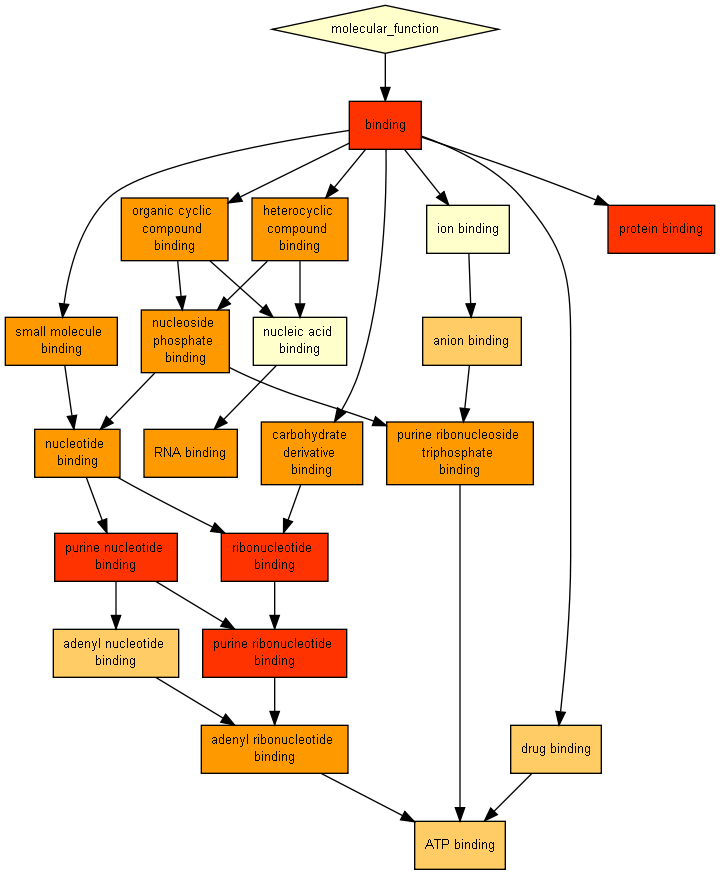 molecular_function
binding
organic cyclic
compound
binding
heterocyclic
compound
binding
ion binding
protein binding
small molecule
binding
nucleoside
phosphate
binding
nucleic acid
binding
anion binding
nucleotide
binding
RNA binding
carbohydrate
derivative
binding
purine ribonucleoside
triphosphate
binding
purine nucleotide
binding
ribonucleotide
binding
adenyl nucleotide
binding
purine ribonucleotide
binding
adenyl ribonucleotide
binding
drug binding
ATP binding